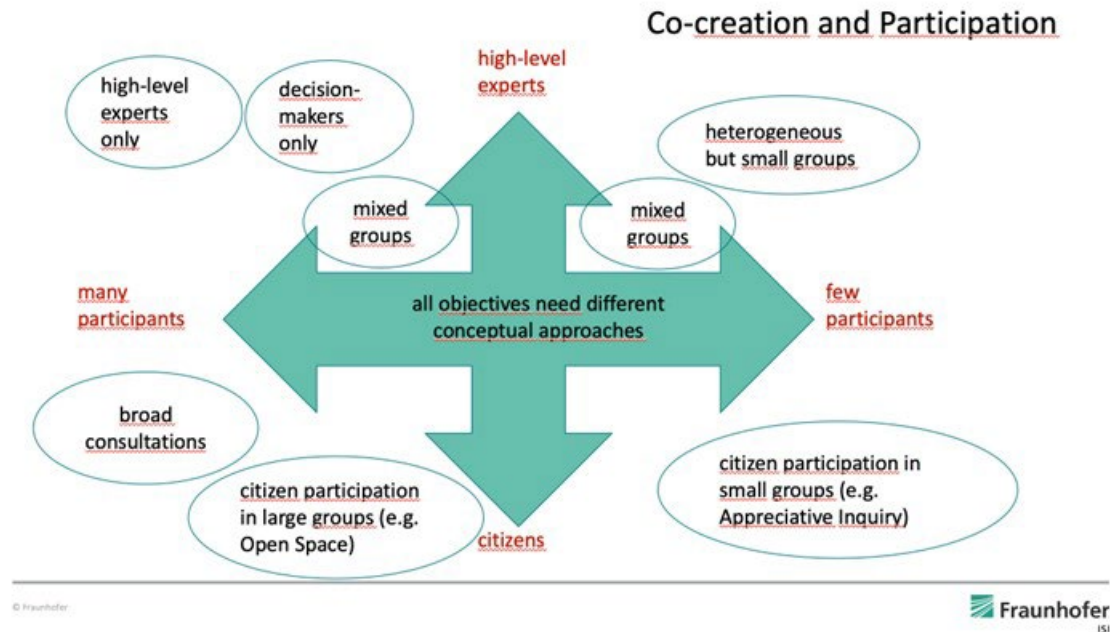 Co-creation and Participation
high-level
experts
high-level
experts
only
decision-
makers
only
heterogeneous
but small groups
mixed
groups
mixed
groups
many
participants
all objectives need different
conceptual approaches
few
participants
broad
consultations
citizen participation
in large groups (e.g.
Open Space)
citizens
citizen participation in
small groups (e.g.
Appreciative Inquiry)
© Fraunhofer
Fraunhofer
ISI